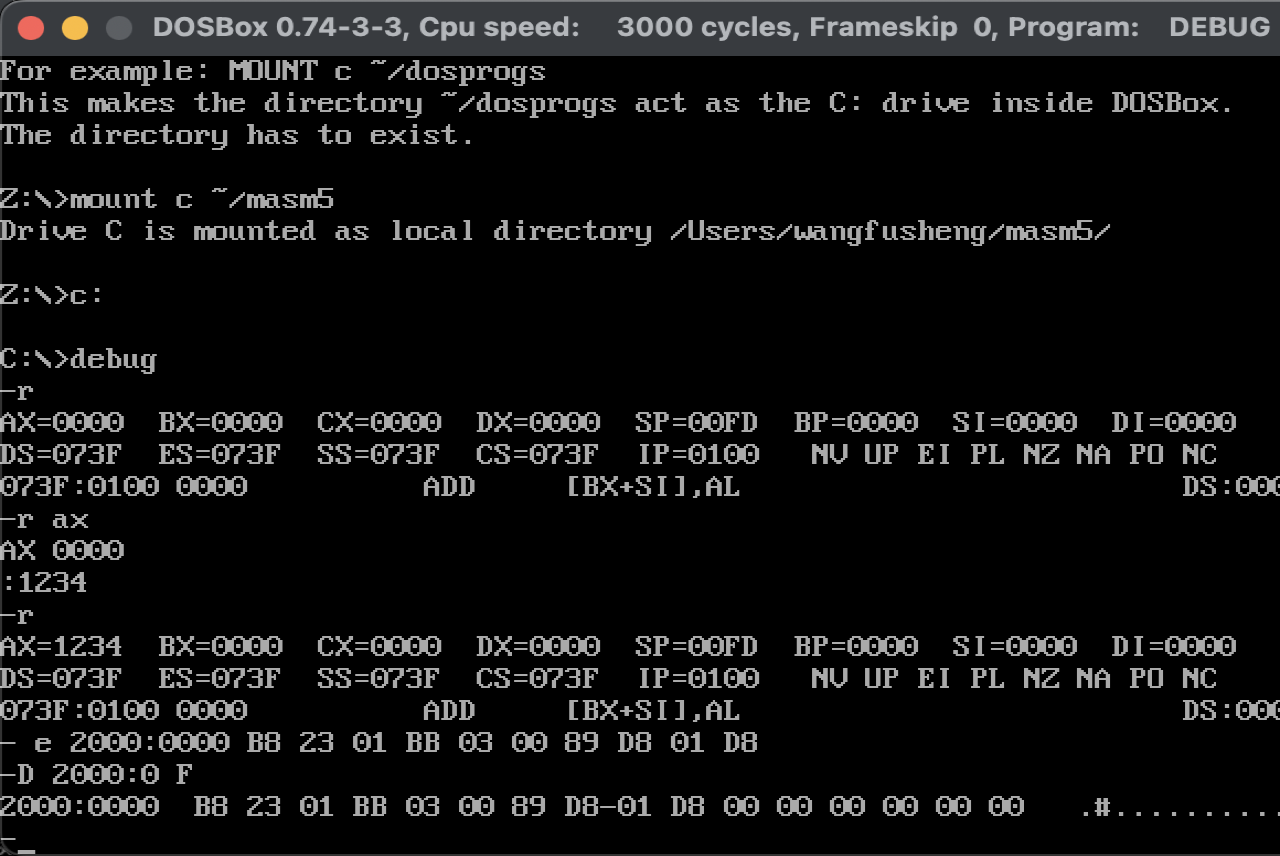 DOSBox 0.74-3-3, Cpu speed: 3000 cycles, Frameskip 0, Program: DEBUG
For example: MOUNT c ~/dosprogs
This makes the directory ~/dosprogs act as the C: drive inside DOSBox.
The directory has to exist.
Z:\>mount c ~/masm5
Drive C is mounted as local directory /Users/wangfusheng/masm5/
Z:\>c:
C:\>debug
-r
AX=0000 BX=0000 CX=0000 DX=0000 SP=00FD BP=0000 SI=0000 DI=0000
DS=073F ES=073F SS=073F CS=073F IP=0100 NV UP EI PL NZ NA PO NC
073F:0100 0000 ADD [BX+SI],AL DS:000
-r ax
AX 0000
:1234
-r
AX=1234 BX=0000 CX=0000 DX=0000 SP=00FD BP=0000 SI=0000 DI=0000
DS=073F ES=073F SS=073F CS=073F IP=0100 NV UP EI PL NZ NA PO NC
073F:0100 0000 ADD [BX+SI],AL DS:000
- e 2000:0000 B8 23 01 BB 03 00 89 D8 01 D8
-D 2000:0 F
2000:0000 B8 23 01 BB 03 00 89 D8-01 D8 00 00 00 00 00 00 .#..........
-_